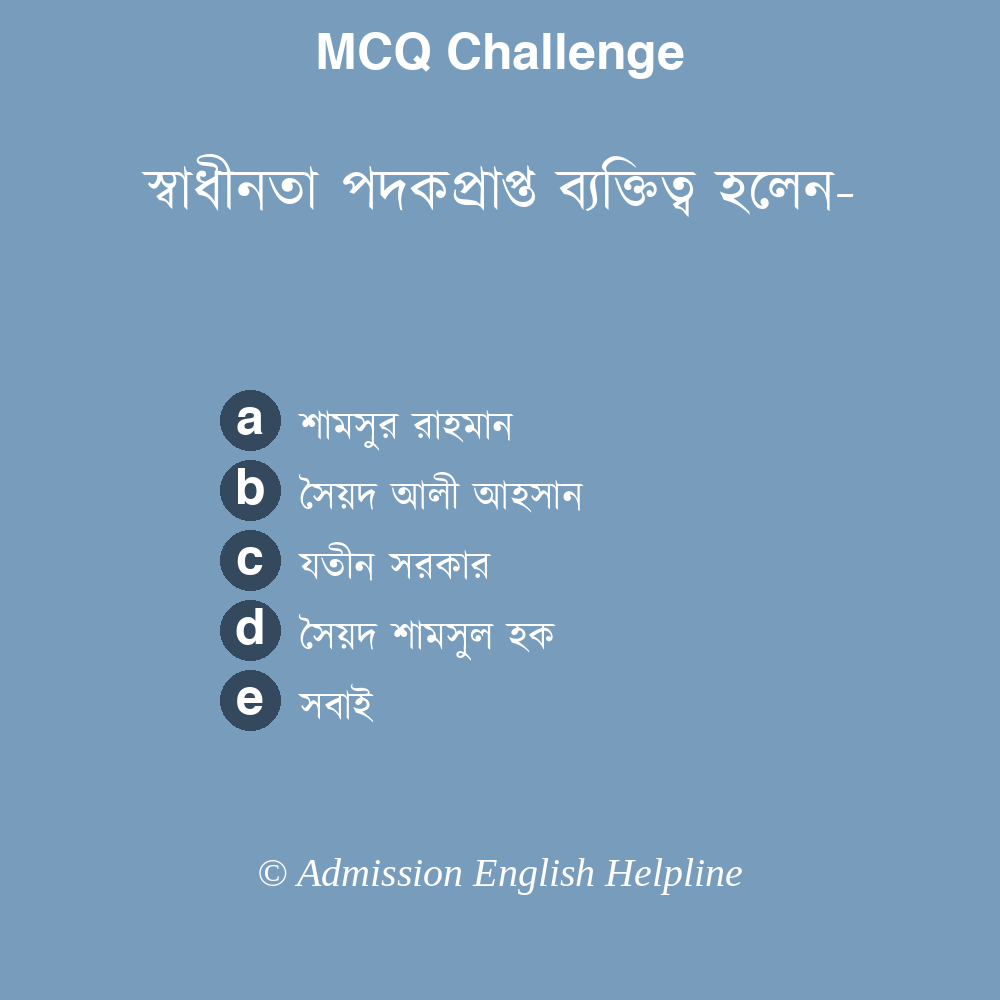 MCQ Challenge
স্বাধীনতা পদকপ্রাপ্ত ব্যক্তিত্ব হলেন-
a শামসুর রাহমান
b সৈয়দ আলী আহসান
c যতীন সরকার
d সৈয়দ শামসুল হক
e সবাই
© Admission English Helpline